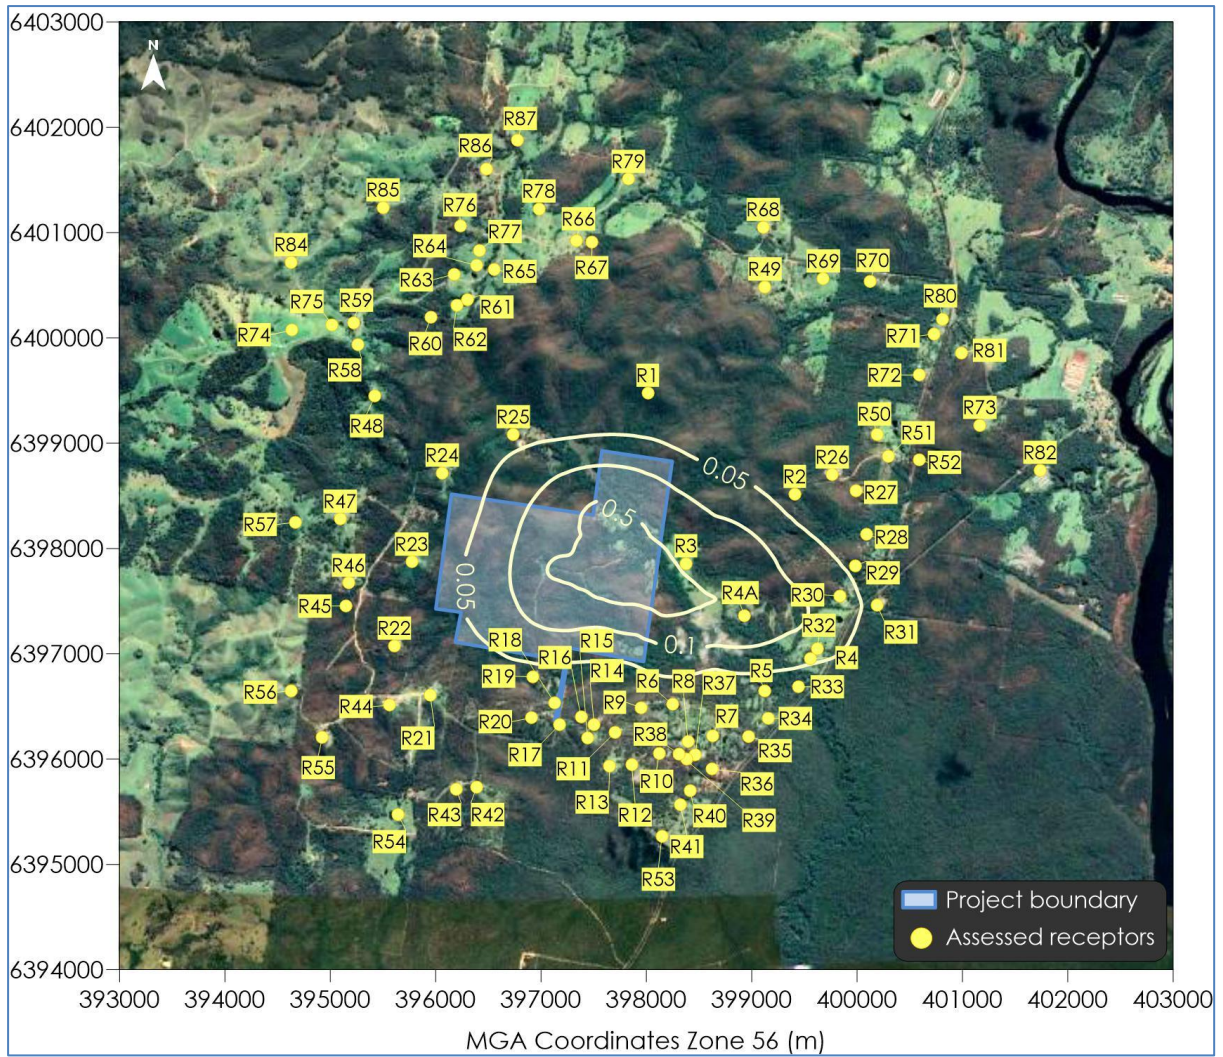 6403000
N
R87
6402000
R86
R79
R85
R78
R76
R66
R68
6401000
R77
R64
R84
R69
R70
R67
R65
R49
R63
R75
R59
R80
R61
R74
R71
6400000
R62
R60
R81
R58
R72
R1
R73
R25
R50
R48
R51
6399000
R24
R82
R26
R52
0.05
R2
R47
R27
R57
0.5
R23
R3
R28
6398000
R46
R29
0.05
R4A
R30
R45
R31
R22
R32
R18
R15
0.1
6397000
R16
R4
R14
R5
R19
R6
R8
R37
R33
R56
R9
R44
R20
R7
R34
R21
R38
R17
R35
R55
R11
6396000
R10
R36
R13
R43
R42
R12
R40
R39
R54
R41
6395000
R53
Project boundary
Assessed receptors
6394000
393000 394000 395000 396000 397000 398000 399000 400000 401000 402000 403000
MGA Coordinates Zone 56 (m)